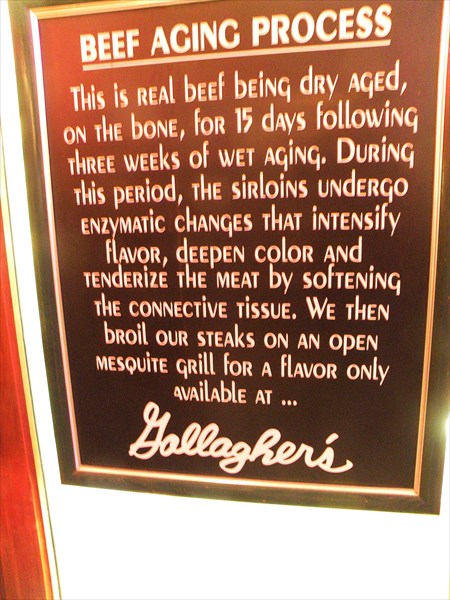 BEEF AGING PROCESS
This is real beef being dry aged,
on the bone, for 15 days following
three weeks of wet aging. During
this period, the sirloins undergo
enzymatic changes that intensify
flavor, deepen color and
tenderize the meat by softening
the connective tissue. We then
broil our steaks on an open
mesquite grill for a flavor only
available at ...
Gallagher's